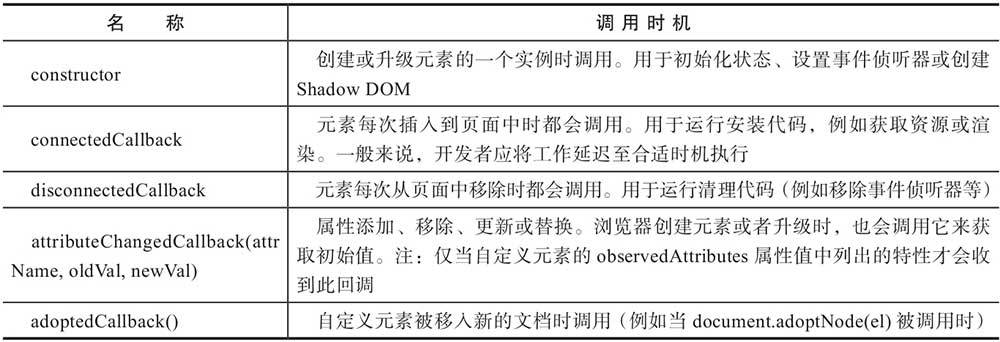 名 称 调用时机
constructor 创建或升级元素的一个实例时调用。用于初始化状态、设置事件侦听器或创建
Shadow DOM
connectedCallback 元素每次插入到页面中时都会调用。用于运行安装代码，例如获取资源或渲
染。一般来说，开发者应将工作延迟至合适时机执行
disconnectedCallback 元素每次从页面中移除时都会调用。用于运行清理代码（例如移除事件侦听器等）
attributeChangedCallback(attr
Name, oldVal, newVal)
属性添加、移除、更新或替换。浏览器创建元素或者升级时，也会调用它来获
取初始值。注：仅当自定义元素的 observedAttributes 属性值中列出的特性才会收
到此回调
adoptedCallback() 自定义元素被移入新的文档时调用（例如当 document.adoptNode(el) 被调用时）